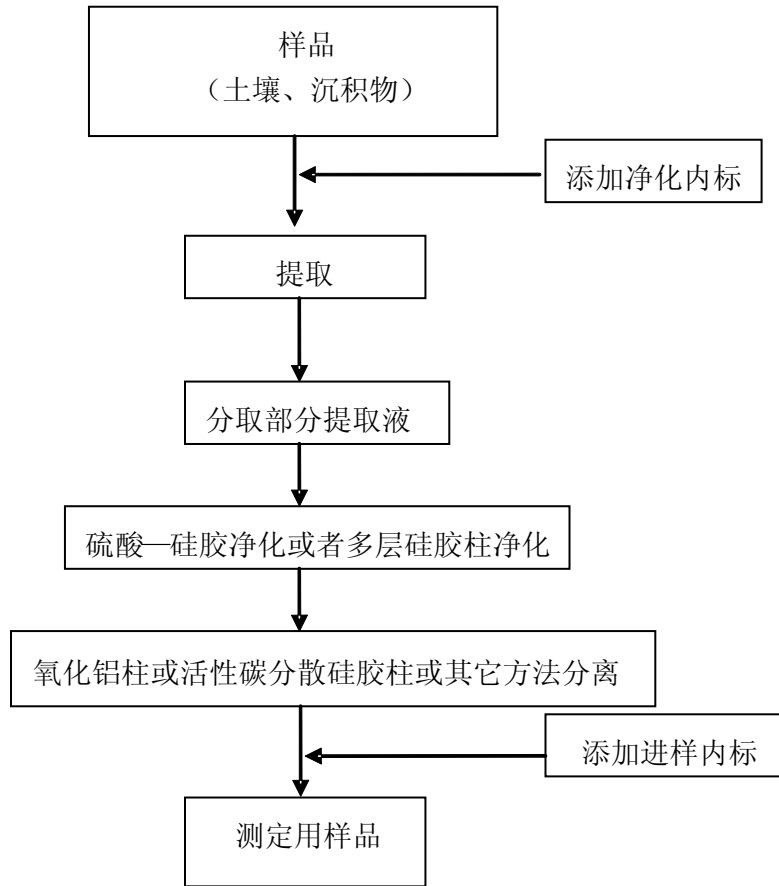 样品
（土壤、沉积物）
添加净化内标
提取
分取部分提取液
硫酸—硅胶净化或者多层硅胶柱净化
氧化铝柱或活性碳分散硅胶柱或其它方法分离
添加进样内标
测定用样品